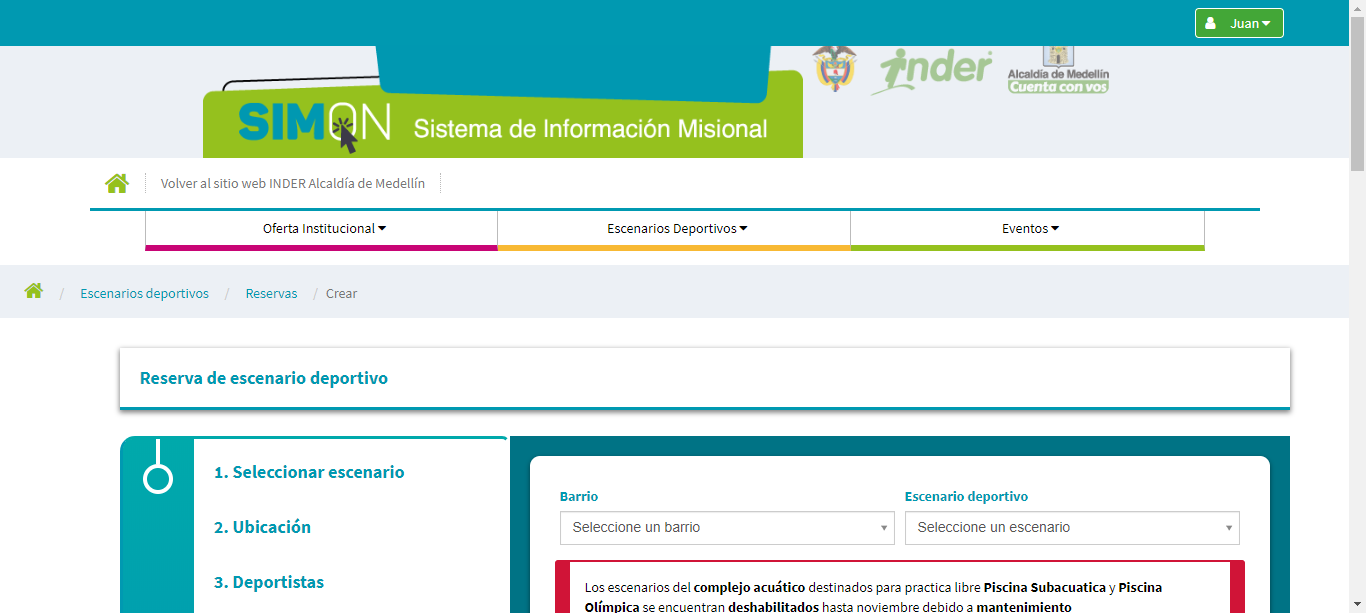 Juan
SIMON Sistema de Información Misional
inder
Alcaldía de Medellín
Cuenta con vos
Volver al sitio web INDER Alcaldía de Medellín
Oferta Institucional
Escenarios Deportivos
Eventos
/ Escenarios deportivos / Reservas / Crear
Reserva de escenario deportivo
1. Seleccionar escenario
2. Ubicación
3. Deportistas
Barrio
Seleccione un barrio
Escenario deportivo
Seleccione un escenario
Los escenarios del complejo acuático destinados para practica libre Piscina Subacuatica y Piscina
Olímpica se encuentran deshabilitados hasta noviembre debido a mantenimiento